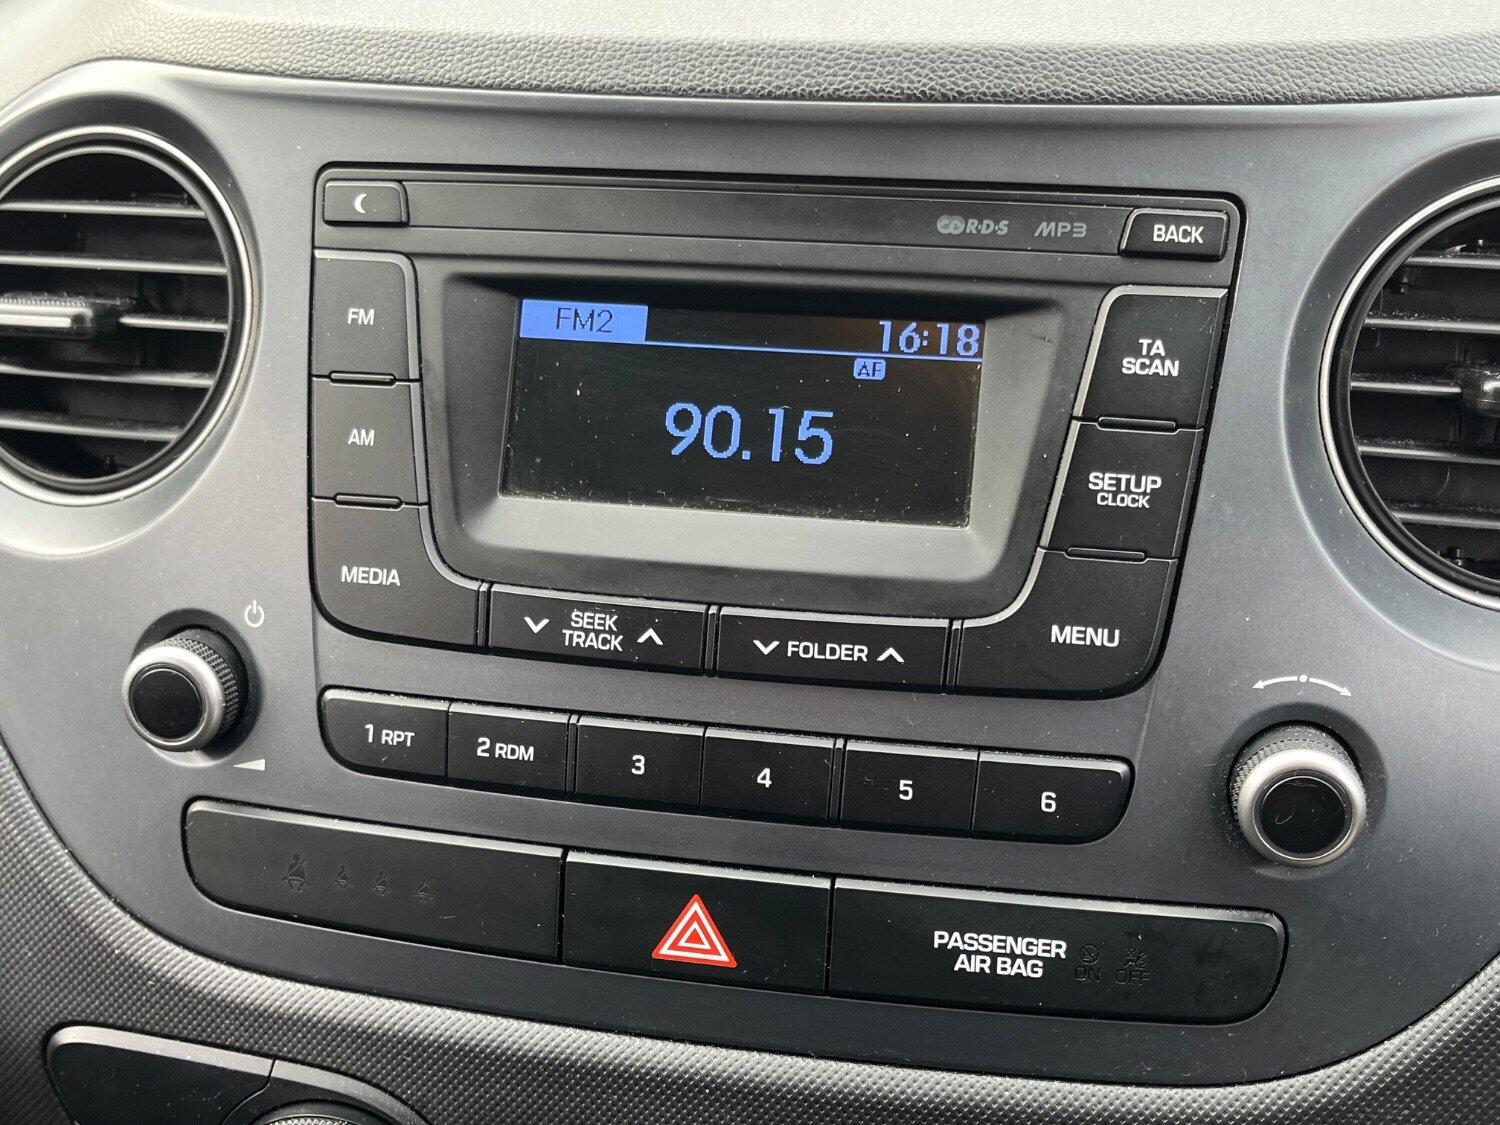 R·D·S MP3
BACK
FM
FM2 16:18
AF
90.15
TA
SCAN
AM
SETUP
CLOCK
MEDIA
SEEK
TRACK
FOLDER
MENU
1 RPT
2 RDM
3
4
5
6
PASSENGER
AIR BAG
ON OFF